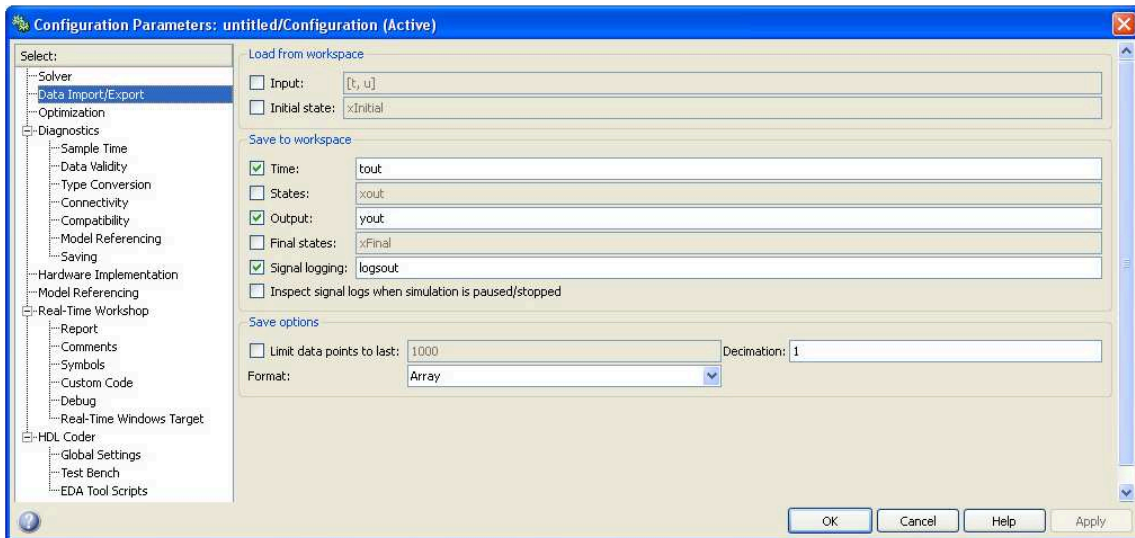 Configuration Parameters: untitled/Configuration (Active)
Select:
Solver
Data Import/Export
Optimization
Diagnostics
Sample Time
Data Validity
Type Conversion
Connectivity
Compatibility
Model Referencing
Saving
Hardware Implementation
Model Referencing
Real-Time Workshop
Report
Comments
Symbols
Custom Code
Debug
Real-Time Windows Target
HDL Coder
Global Settings
Test Bench
EDA Tool Scripts
Load from workspace
Input: [t, u]
Initial state: xInitial
Save to workspace
Time: tout
States: xout
Output: yout
Final states: xFinal
Signal logging: logsout
Inspect signal logs when simulation is paused/stopped
Save options
Limit data points to last: 1000 Decimation: 1
Format: Array
OK Cancel Help Apply